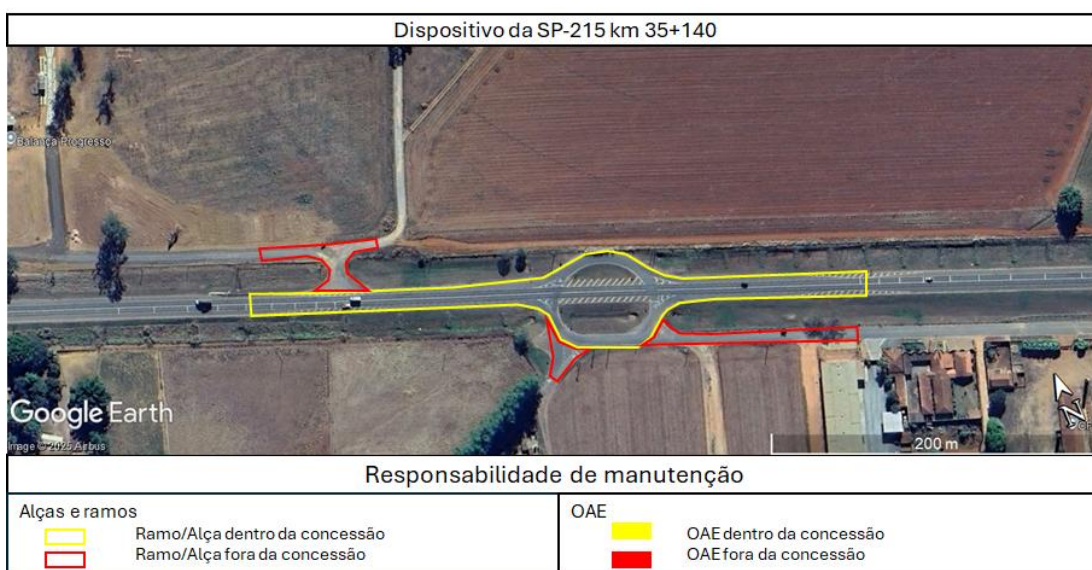 Dispositivo da SP-215 km 35+140
Balança Progresso
Google Earth
Image © 2025 Airbus
N
200 m
Responsabilidade de manutenção
Alças e ramos
Ramo/Alça dentro da concessão
Ramo/Alça fora da concessão
OAE
OAE dentro da concessão
OAE fora da concessão